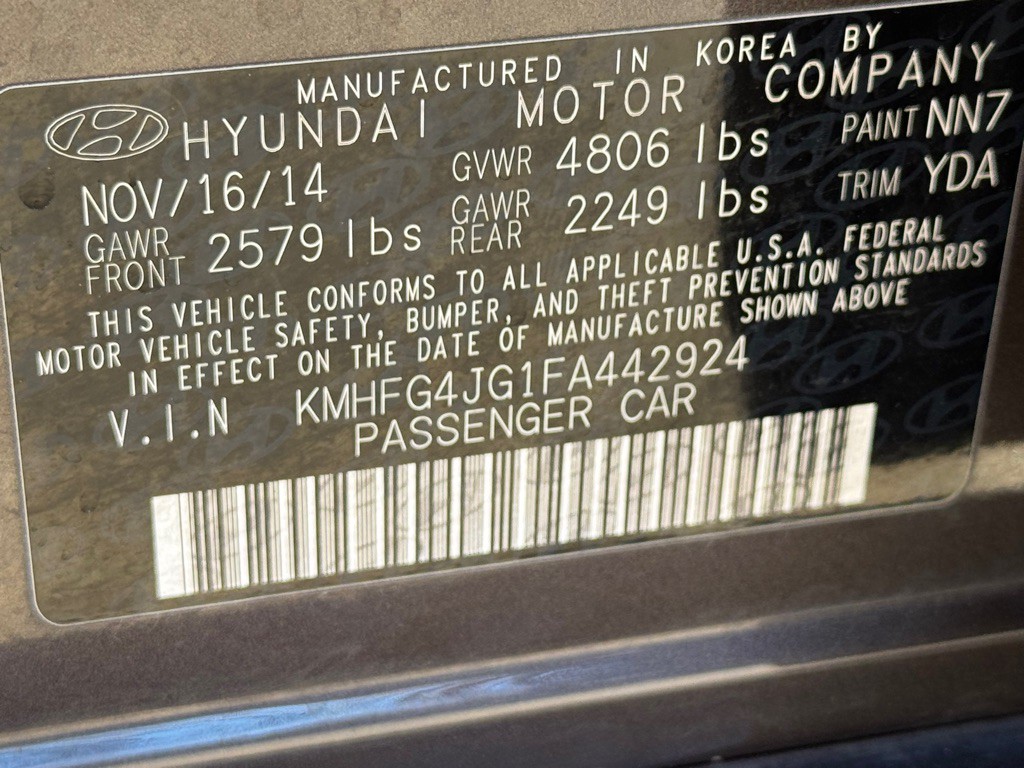 MANUFACTURED IN KOREA BY
HYUNDAI MOTOR COMPANY
NOV/16/14 GVWR 4806 lbs PAINT NN7
GAWR FRONT 2579 lbs GAWR REAR 2249 lbs TRIM YDA
THIS VEHICLE CONFORMS TO ALL APPLICABLE U.S.A. FEDERAL
MOTOR VEHICLE SAFETY, BUMPER, AND THEFT PREVENTION STANDARDS
IN EFFECT ON THE DATE OF MANUFACTURE SHOWN ABOVE
V.I.N KMHFG4JG1FA442924
PASSENGER CAR